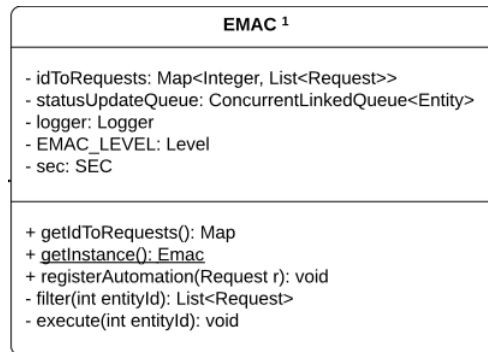 EMAC ¹
- idToRequests: Map<Integer, List<Request>>
- statusUpdateQueue: ConcurrentLinkedQueue<Entity>
- logger: Logger
- EMAC_LEVEL: Level
- sec: SEC
+ getIdToRequests(): Map
+ getInstance(): Emac
+ registerAutomation(Request r): void
- filter(int entityId): List<Request>
- execute(int entityId): void